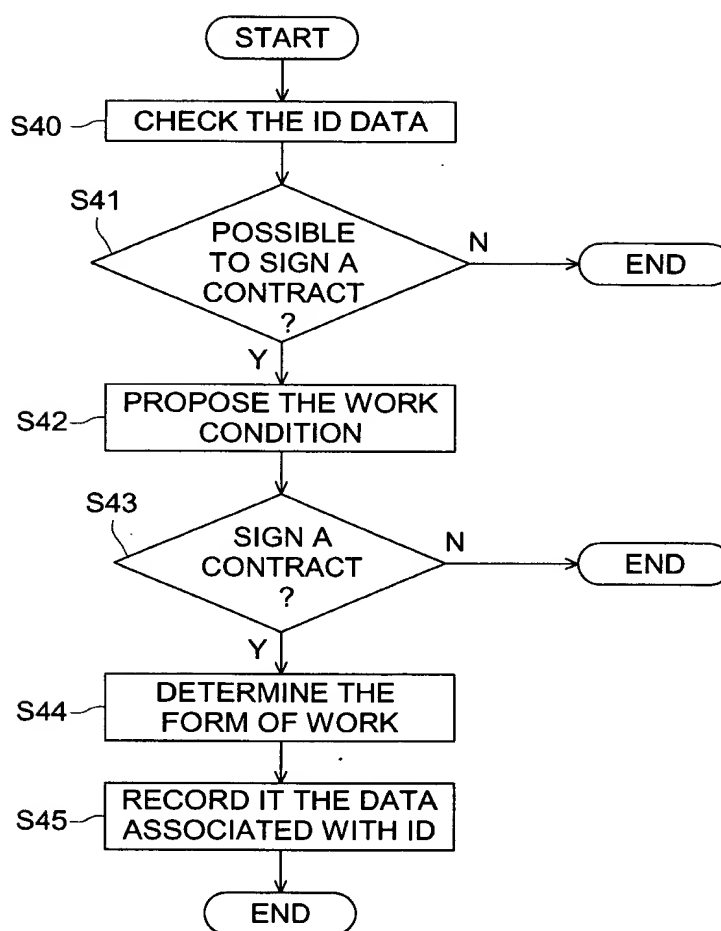 START
S40
CHECK THE ID DATA
S41
POSSIBLE
TO SIGN A
CONTRACT
?
N
END
Y
S42
PROPOSE THE WORK
CONDITION
S43
SIGN A
CONTRACT
?
N
END
Y
S44
DETERMINE THE
FORM OF WORK
S45
RECORD IT THE DATA
ASSOCIATED WITH ID
END